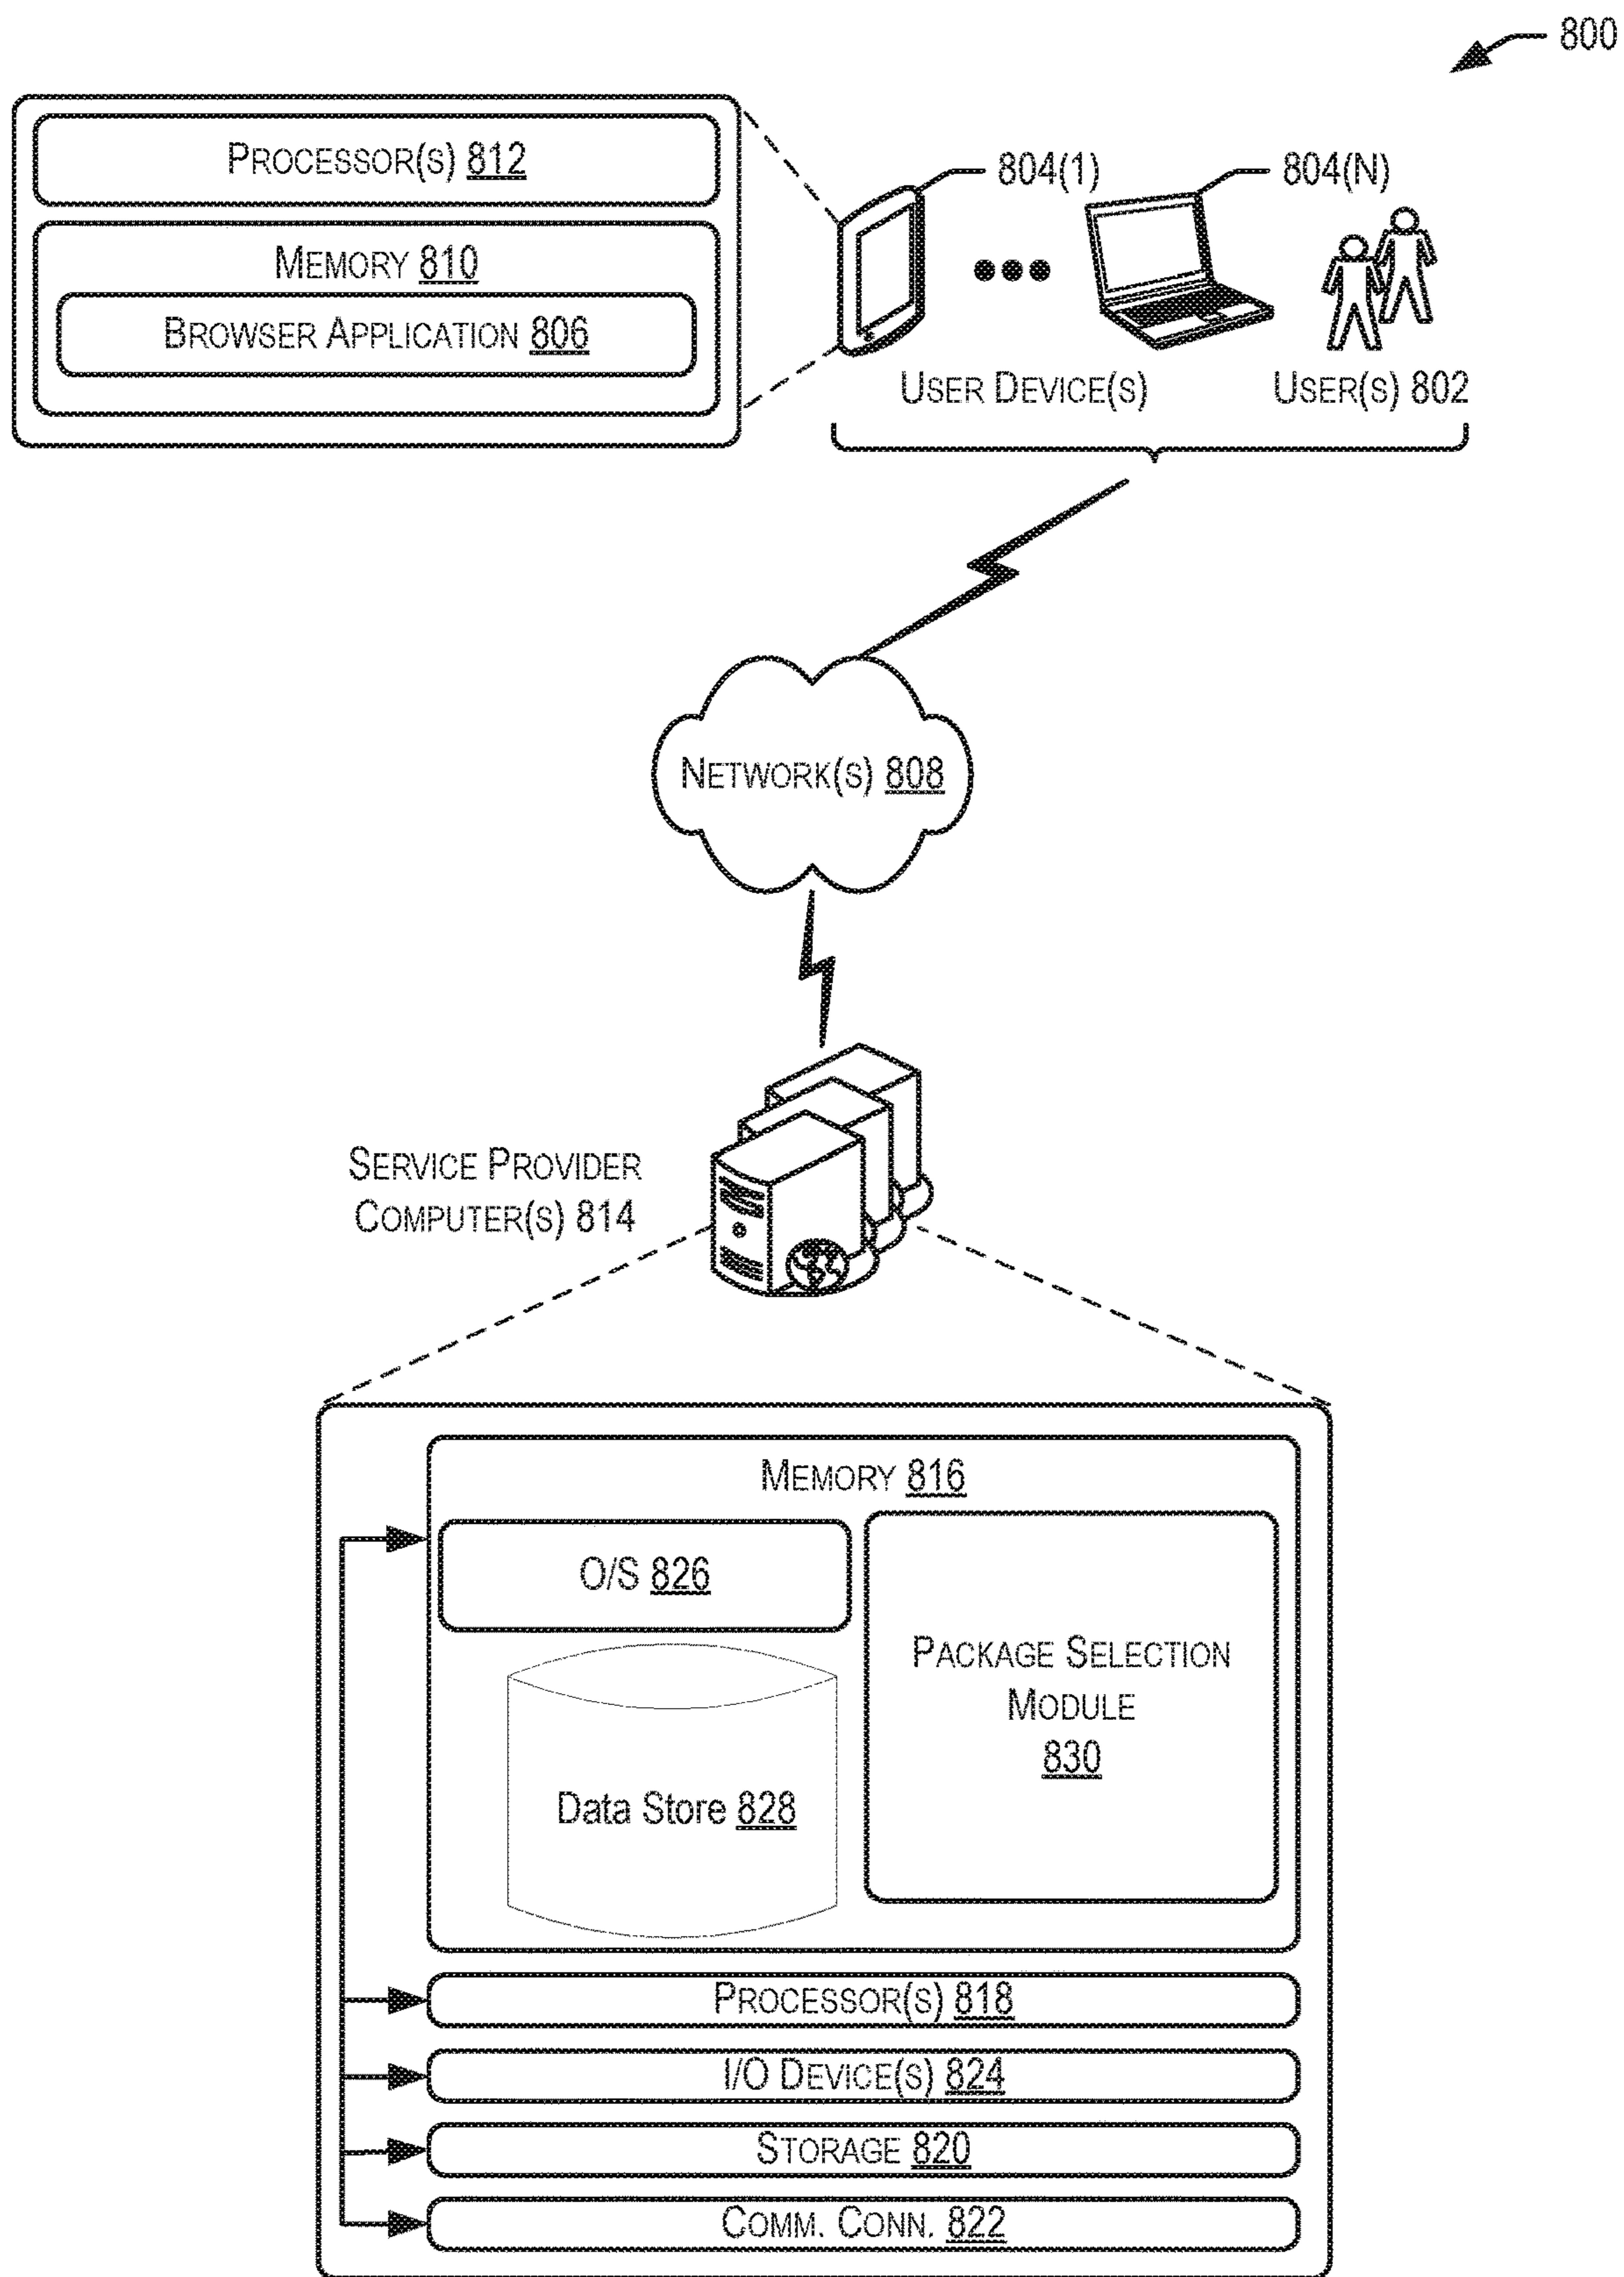 800
PROCESSOR(S) 812
MEMORY 810
BROWSER APPLICATION 806
804(1)
804(N)
USER DEVICE(S)
USER(S) 802
NETWORK(S) 808
SERVICE PROVIDER
COMPUTER(S) 814
MEMORY 816
O/S 826
Data Store 828
PACKAGE SELECTION
MODULE
830
PROCESSOR(S) 818
I/O DEVICE(S) 824
STORAGE 820
COMM. CONN. 822